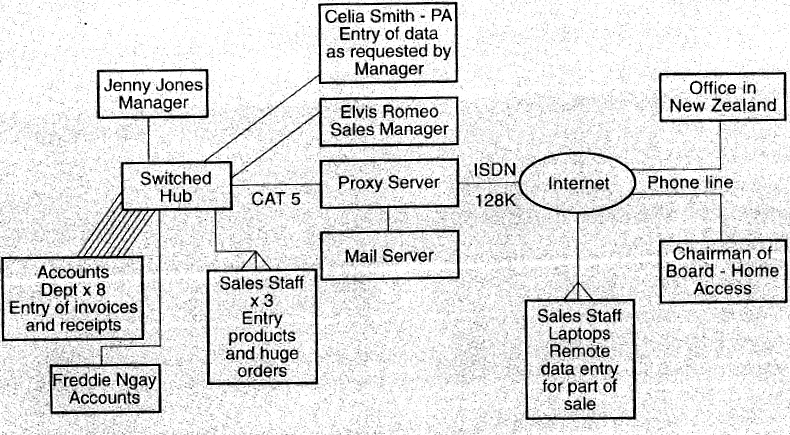 Celia Smith - PA
Entry of data
as requested by
Manager
Jenny Jones
Manager
Elvis Romeo
Sales Manager
Office in
New Zealand
Switched
Hub
CAT 5
Proxy Server
ISDN
128K
Internet
Phone line
Mail Server
Accounts
Dept x 8
Entry of invoices
and receipts
Sales Staff
x 3
Entry
products
and huge
orders
Chairman of
Board - Home
Access
Sales Staff
Laptops
Remote
data entry
for part of
sale
Freddie Ngay
Accounts